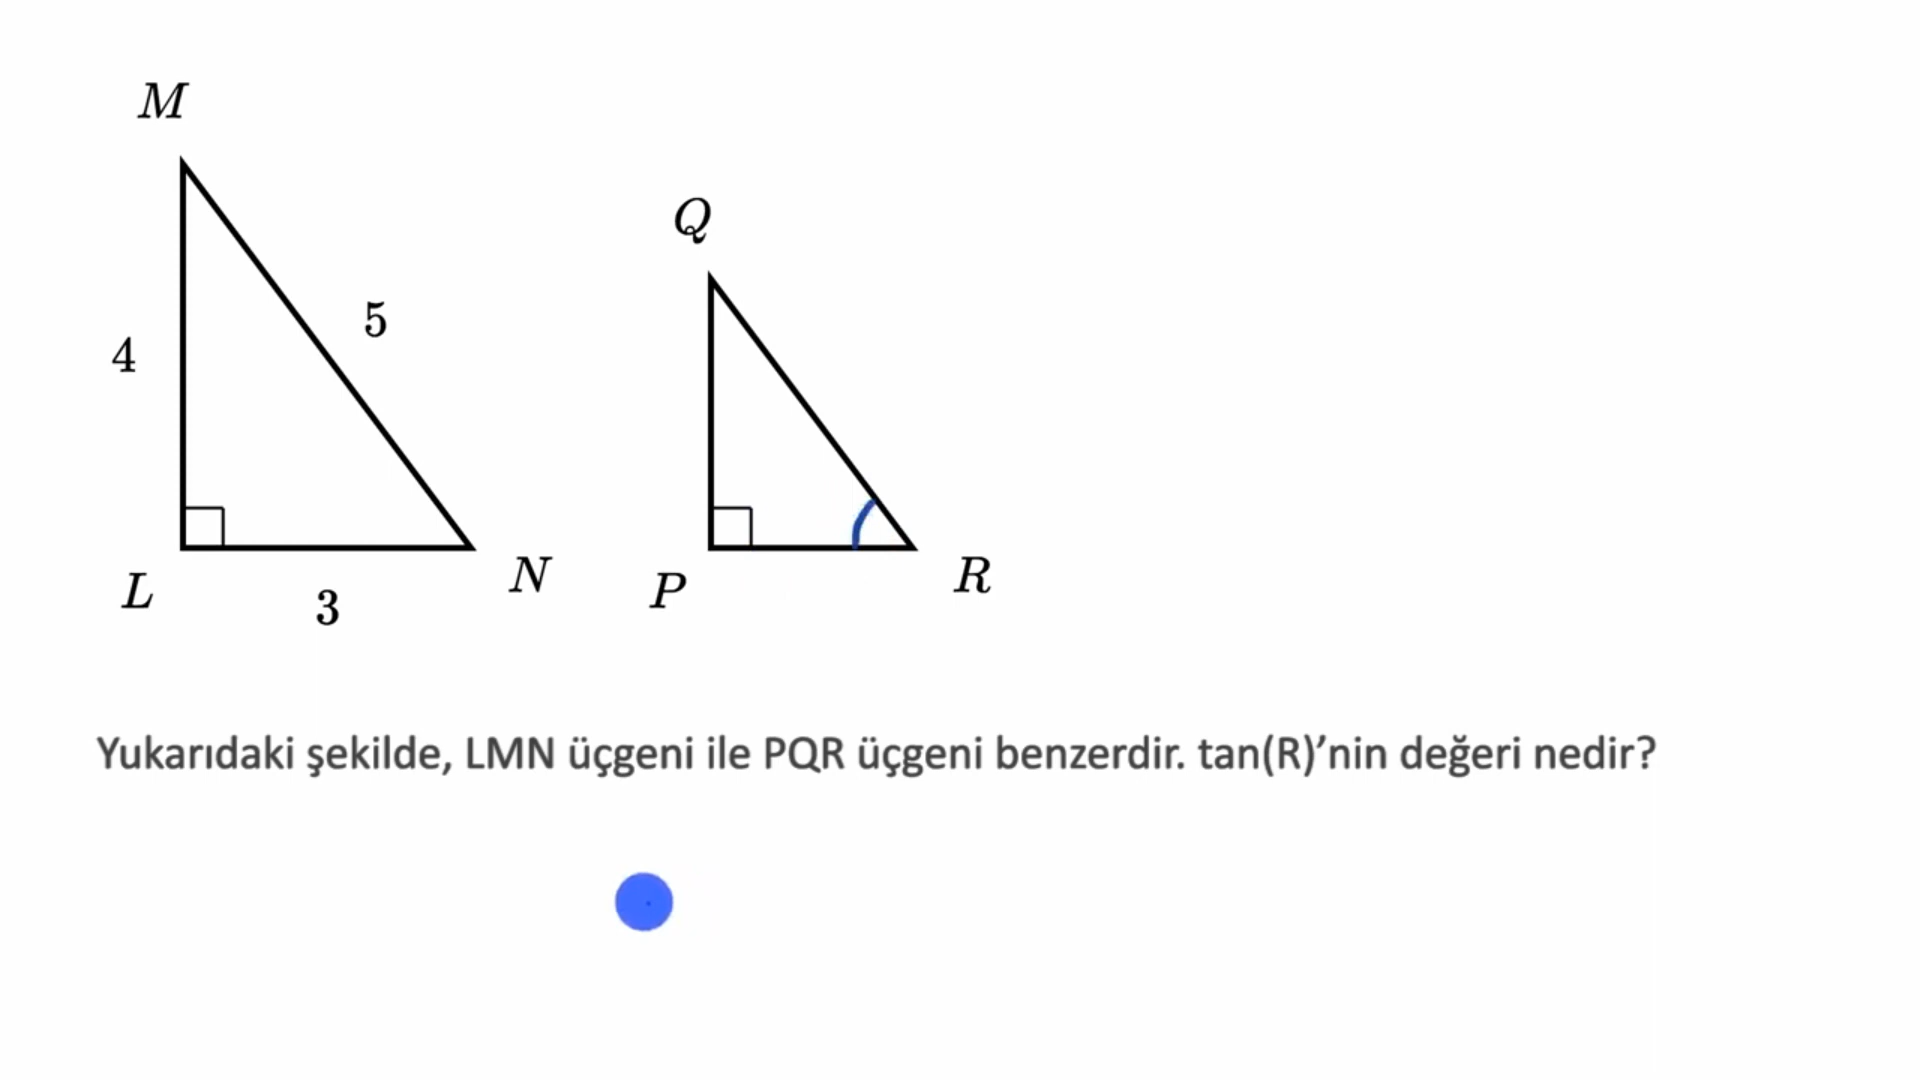 M
Q
5
4
N
R
L
P
3
Yukarıdaki şekilde, LMN üçgeni ile PQR üçgeni benzerdir. tan(R)’nin değeri nedir?